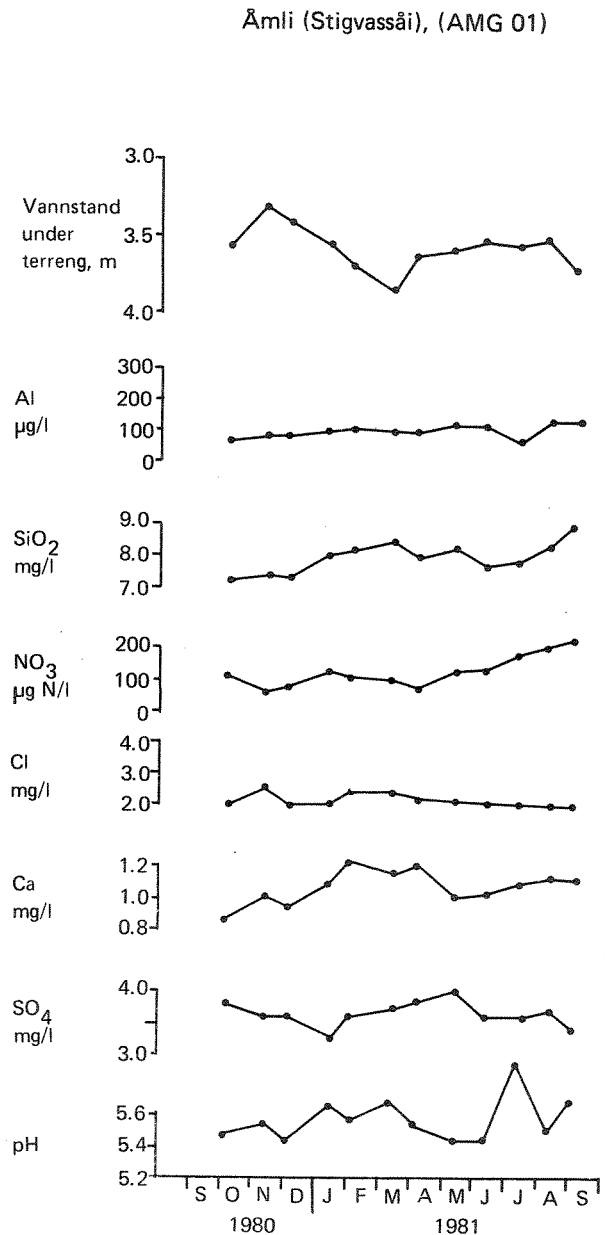 Åmli (Stigvassåi), (AMG 01)
Vannstand
under
terreng, m
3.0
3.5
4.0
Al
µg/l
300
200
100
0
SiO2
mg/l
9.0
8.0
7.0
NO3
µg N/l
200
100
0
Cl
mg/l
4.0
3.0
2.0
Ca
mg/l
1.2
1.0
0.8
SO4
mg/l
4.0
3.0
pH
5.6
5.4
5.2
S O N D J F M A M J J A S
1980 1981